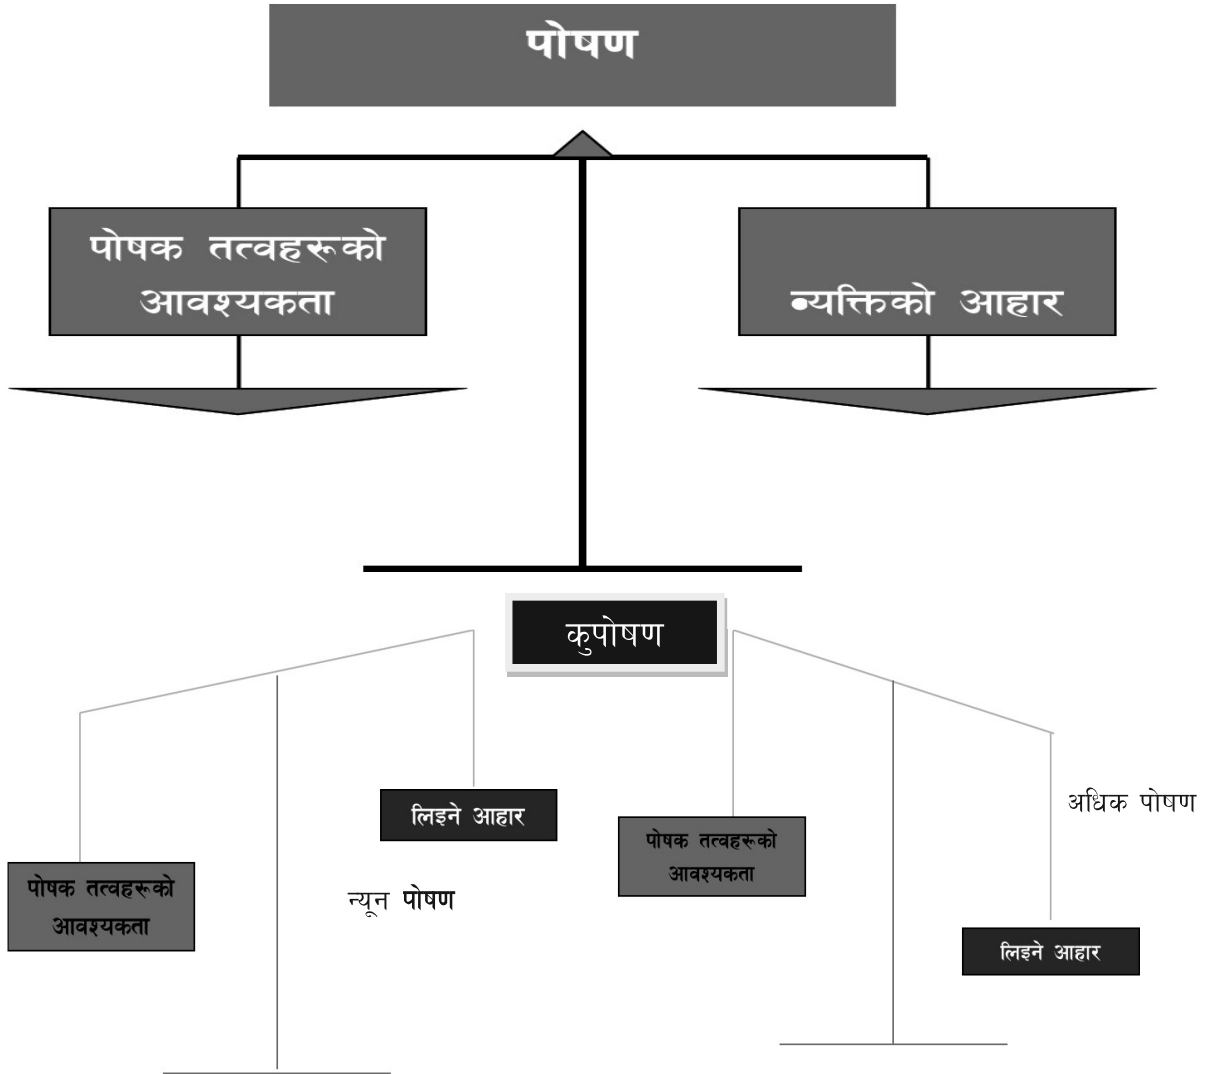 पोषण
पोषक तत्वहरूको
आवश्यकता
व्यक्तिको आहार
कुपोषण
लिइने आहार
पोषक तत्वहरूको
आवश्यकता
न्यून पोषण
पोषक तत्वहरूको
आवश्यकता
अधिक पोषण
लिइने आहार